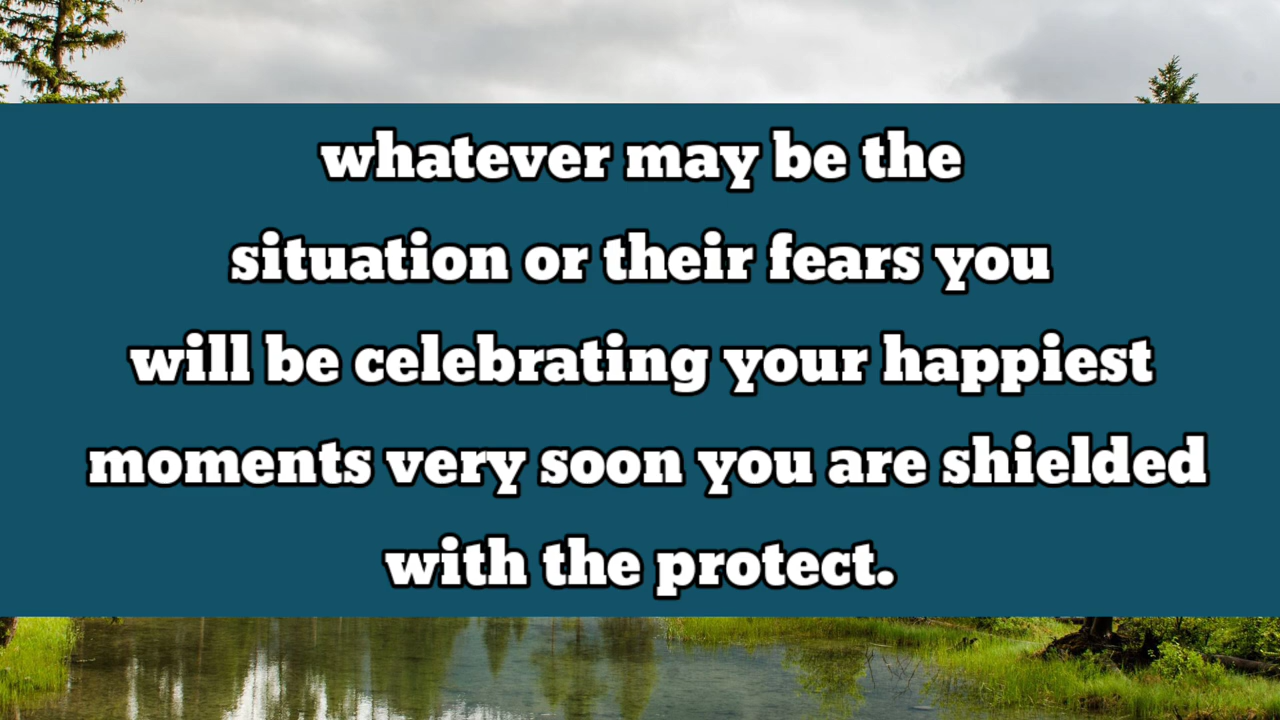 whatever may be the
situation or their fears you
will be celebrating your happiest
moments very soon you are shielded
with the protect.